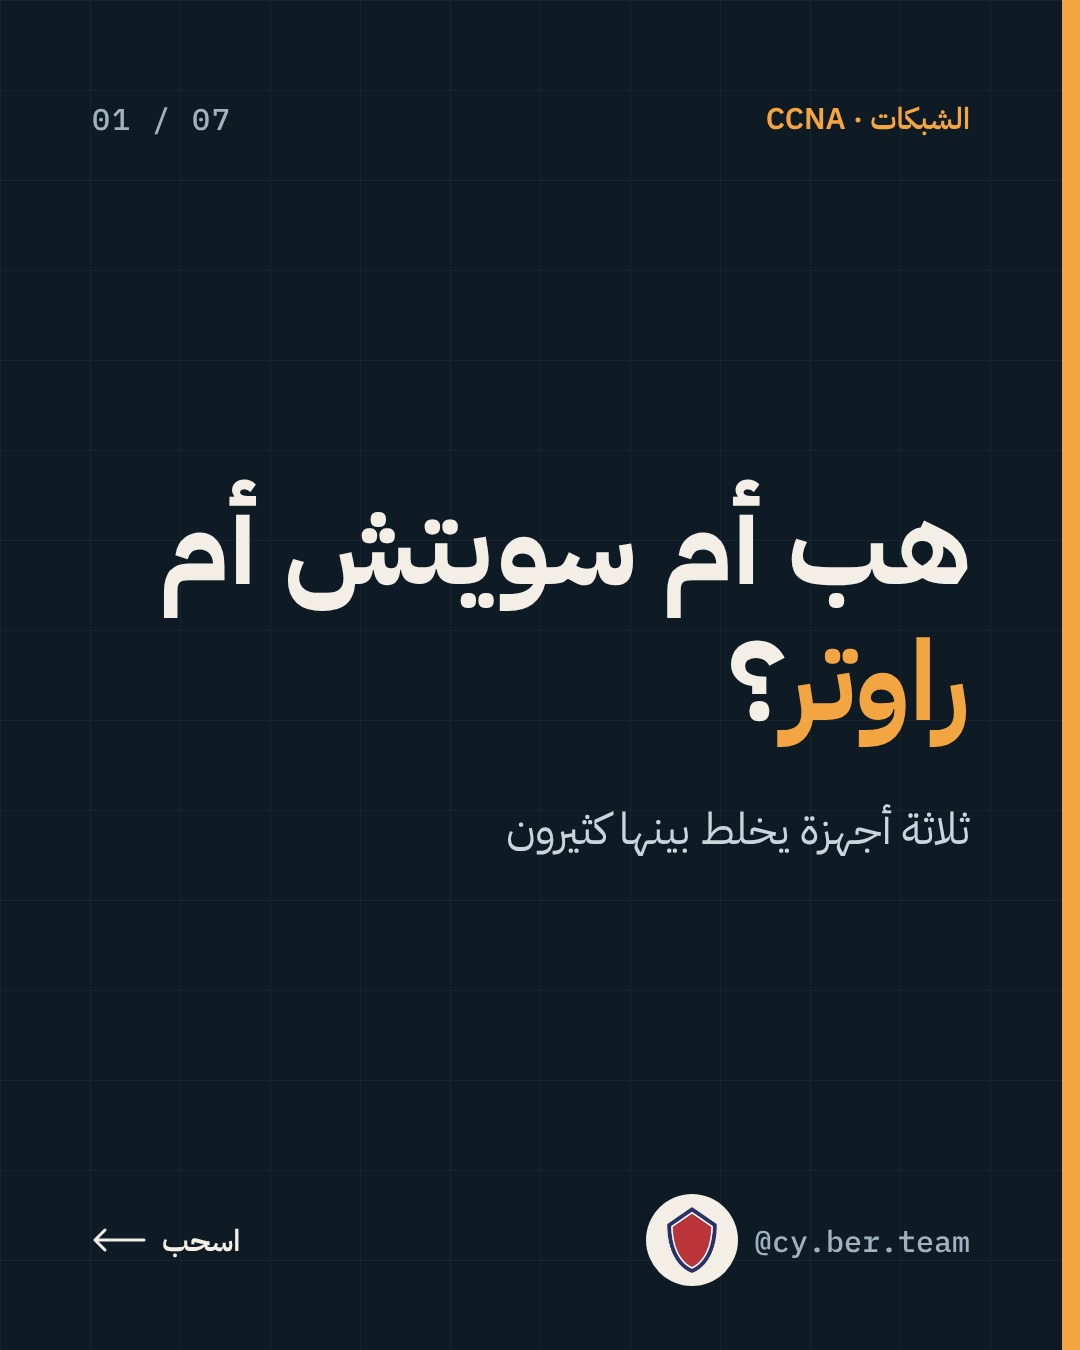 الشبكات · CCNA
01 / 07
هب أم سويتش أم
راوتر؟
ثلاثة أجهزة يخلط بينها كثيرون
@cy.ber.team
اسحب ←